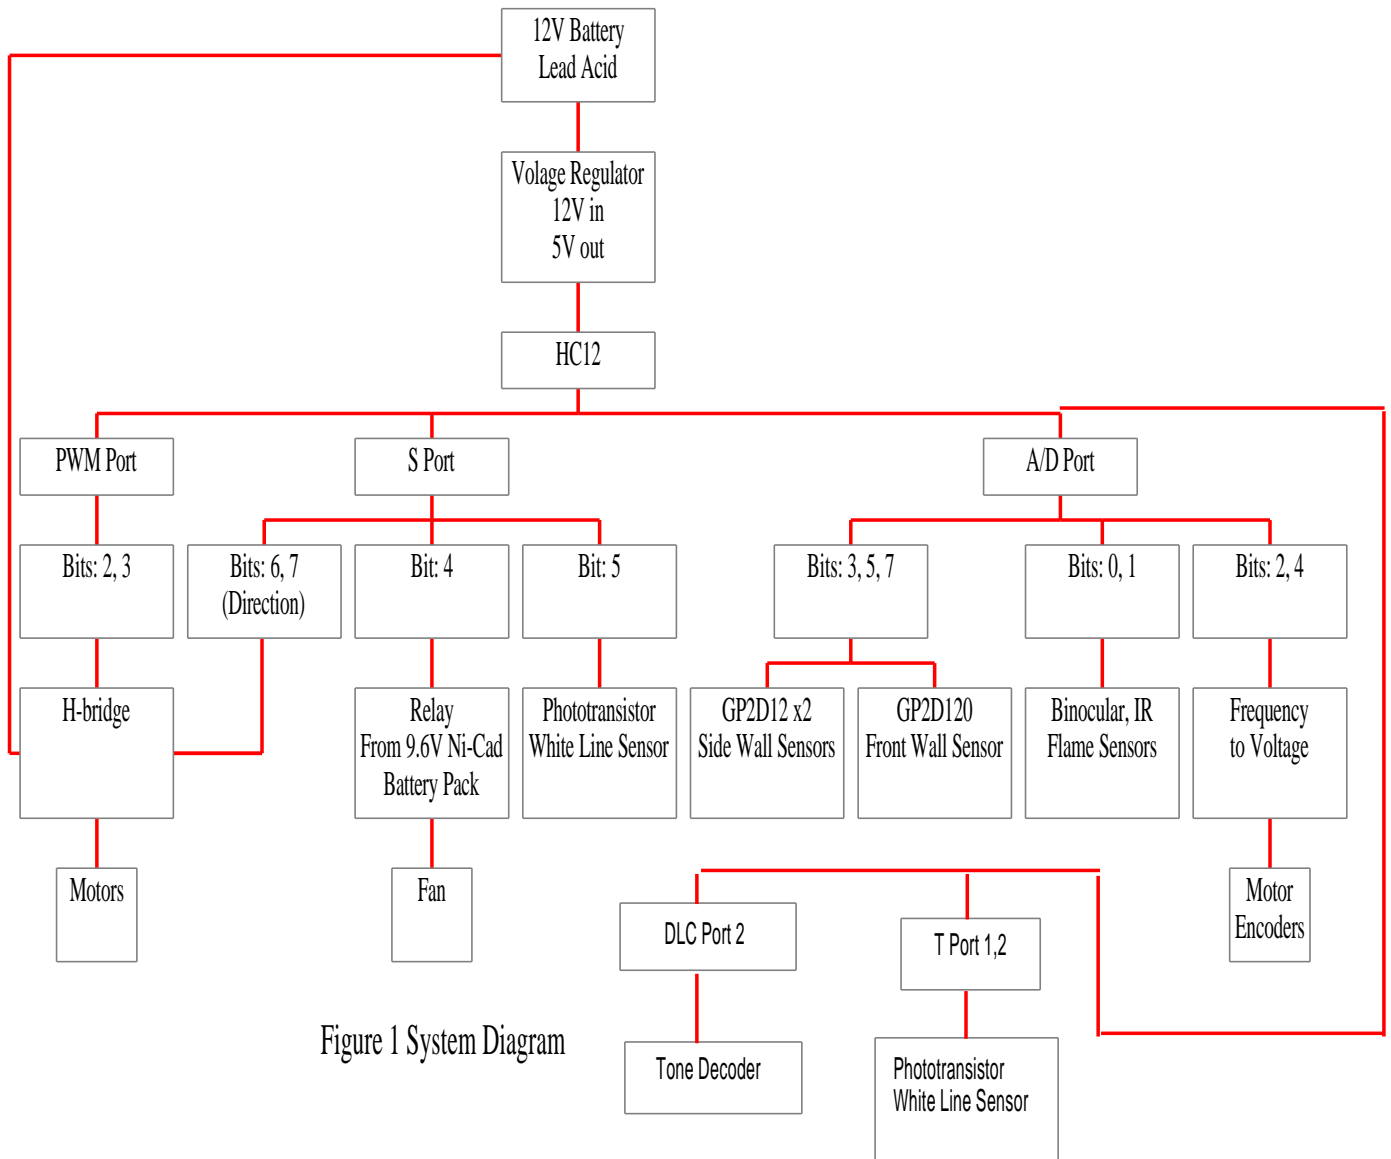 12V Battery
Lead Acid
Volage Regulator
12V in
5V out
HC12
PWM Port
S Port
A/D Port
Bits: 2, 3
Bits: 6, 7
(Direction)
Bit: 4
Bit: 5
Bits: 3, 5, 7
Bits: 0, 1
Bits: 2, 4
H-bridge
Relay
From 9.6V Ni-Cad
Battery Pack
Phototransistor
White Line Sensor
GP2D12 x2
Side Wall Sensors
GP2D120
Front Wall Sensor
Binocular, IR
Flame Sensors
Frequency
to Voltage
Motors
Fan
DLC Port 2
T Port 1,2
Motor
Encoders
Figure 1 System Diagram
Tone Decoder
Phototransistor
White Line Sensor